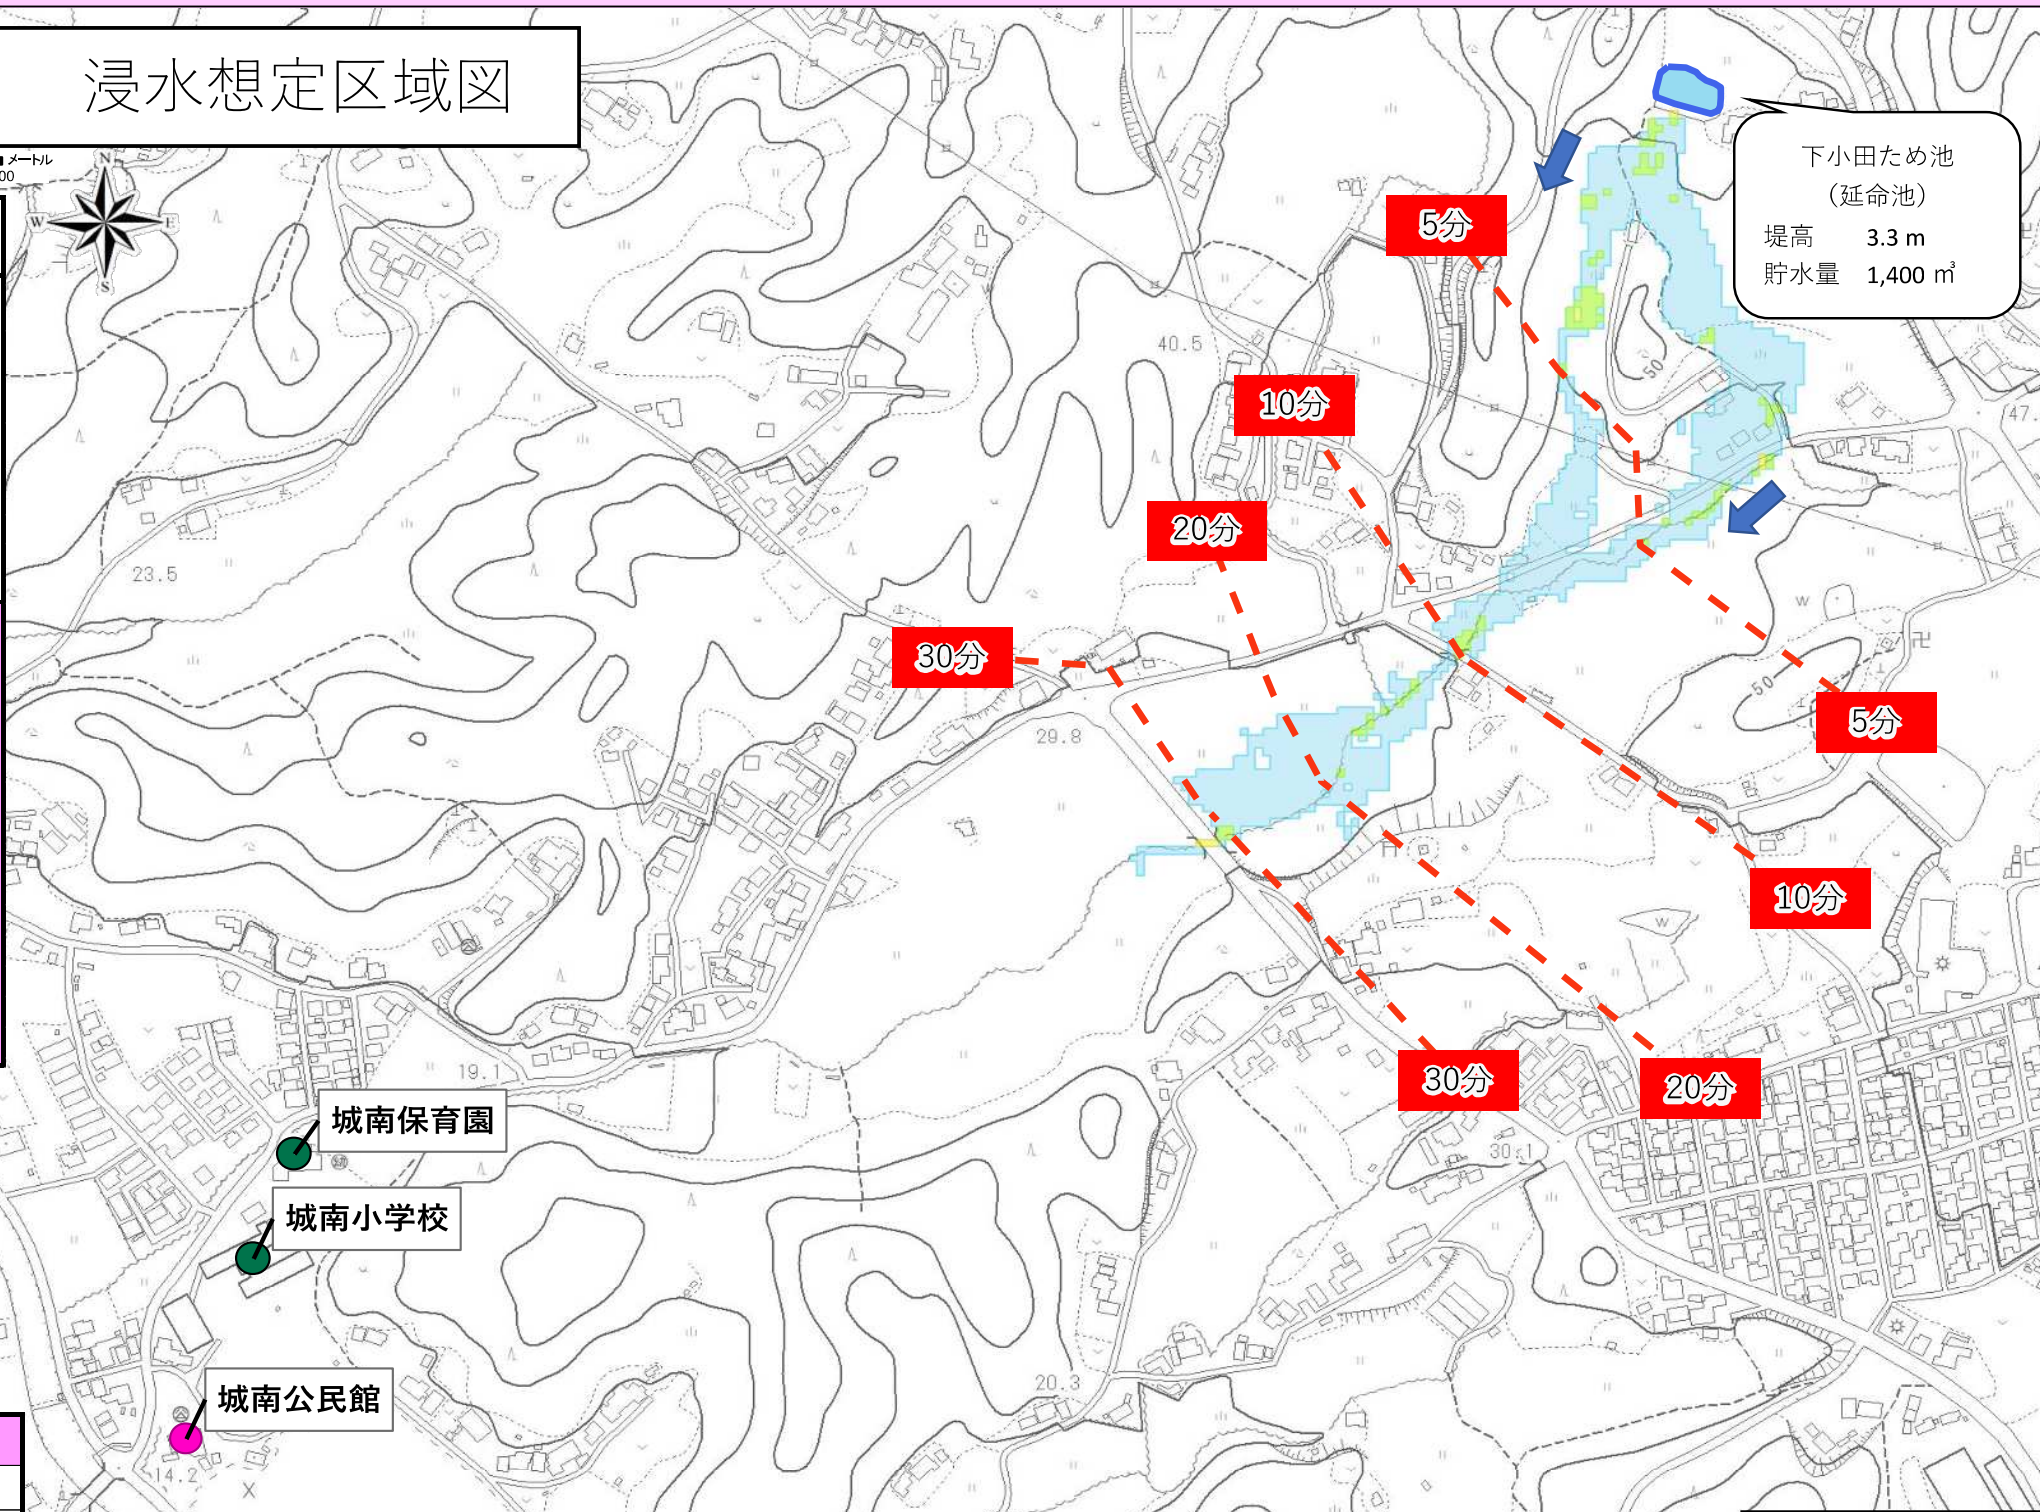 浸水想定区域図
メートル
00
N
W
E
S
下小田ため池
（延命池）
堤高 3.3 m
貯水量 1,400 ㎥
5分
40.5
10分
47
50
20分
23.5
W
30分
50
5分
29.8
10分
W
19.1
30分
20分
城南保育園
30.1
城南小学校
20.3
城南公民館
14.2